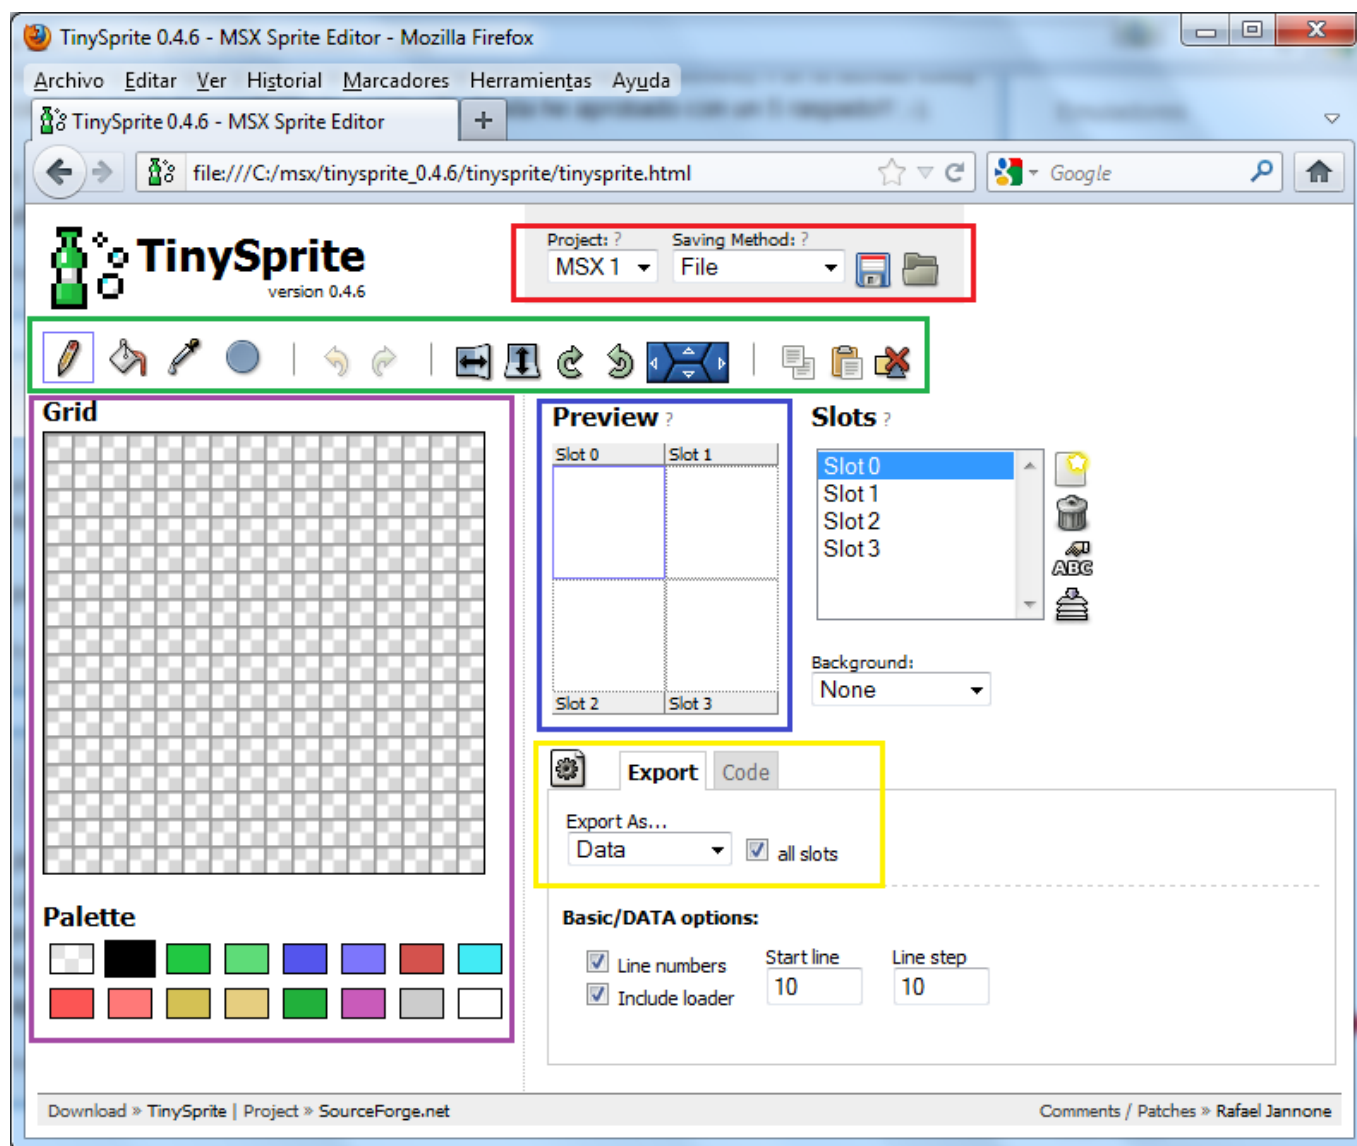 TinySprite 0.4.6 - MSX Sprite Editor - Mozilla Firefox
Archivo Editar Ver Historial Marcadores Herramientas Ayuda
TinySprite 0.4.6 - MSX Sprite Editor +
file:///C:/msx/tinysprite_0.4.6/tinysprite/tinysprite.html Google
TinySprite
version 0.4.6
Project: ? Saving Method: ?
MSX 1 File
Grid
Preview ?
Slots ?
Slot 0 Slot 1
Slot 2 Slot 3
Slot 0
Slot 1
Slot 2
Slot 3
ABC
Background:
None
Export Code
Export As...
Data all slots
Palette
Basic/DATA options:
Line numbers Start line Line step
Include loader 10 10
Download » TinySprite | Project » SourceForge.net Comments / Patches » Rafael Jannone